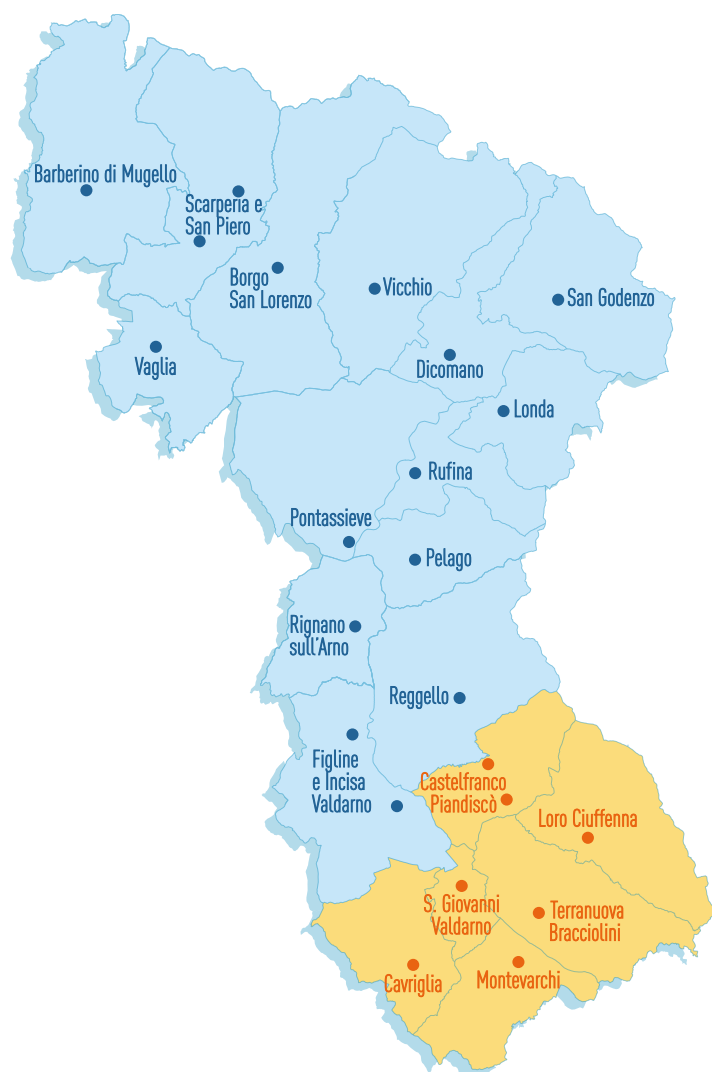 Barberino di Mugello
Scarperia e
San Piero
Borgo
San Lorenzo
Vicchio
San Godenzo
Vaglia
Dicomano
Londa
Rufina
Pontassieve
Pelago
Rignano
sull'Arno
Reggello
Figline
e Incisa
Valdarno
Castelfranco
Piandiscò
Loro Ciuffenna
S. Giovanni
Valdarno
Terranuova
Bracciolini
Cavriglia
Montevarchi